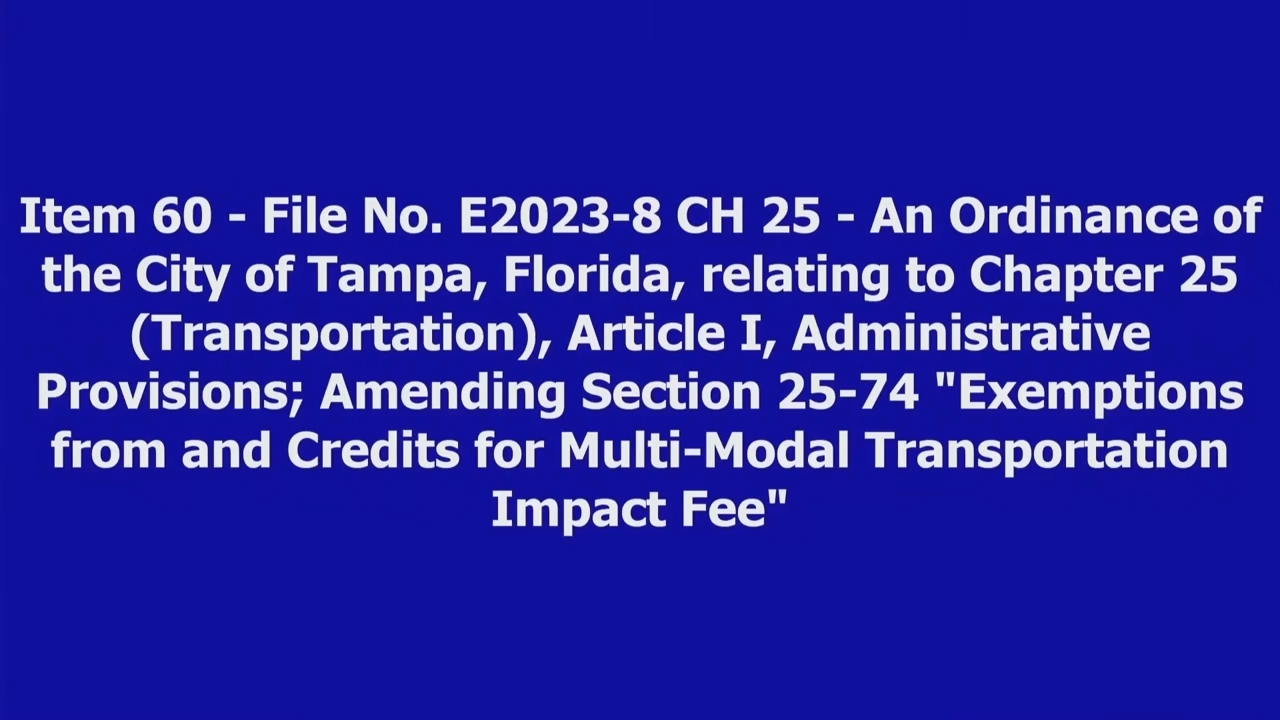 Item 60 - File No. E2023-8 CH 25 - An Ordinance of
the City of Tampa, Florida, relating to Chapter 25
(Transportation), Article I, Administrative
Provisions; Amending Section 25-74 "Exemptions
from and Credits for Multi-Modal Transportation
Impact Fee"